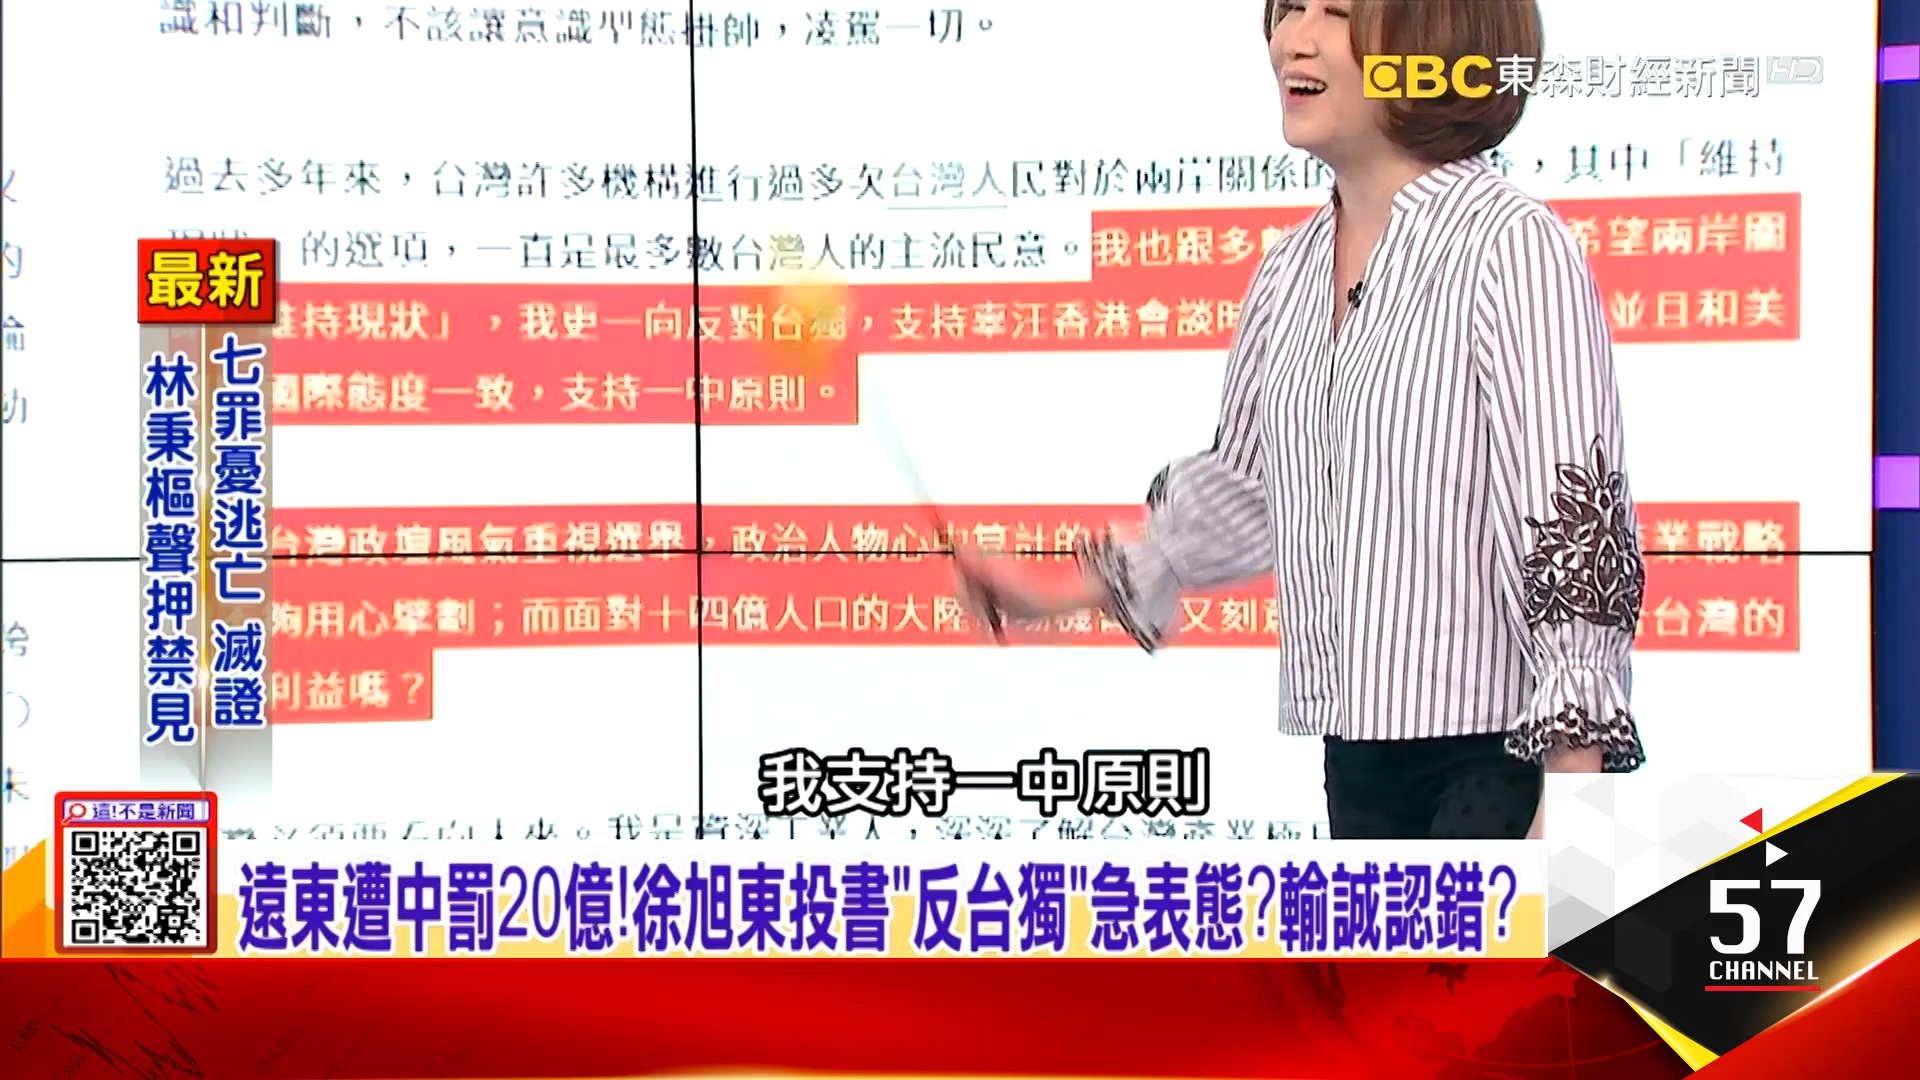 識和判斷，不該讓意識型態掛帥，凌駕一切。
EBC東森財經新聞HD
過去多年來，台灣許多機構進行過多次台灣人民對於兩岸關係的
，其中「維持
的選項，一直是最多數台灣人的主流民意。我也跟多
希望兩岸關
維持現狀」，我更一向反對台獨，支持辜汪香港會談時
並日和美
國際態度一致，支持一中原則。
台灣政壇風氣重視選舉，政治人物心中算計的
產業戰略
夠用心擘劃；而面對十四億人口的大陸
又刻意
台灣的
利益嗎？
最新
七罪憂逃亡 滅證
林秉樞聲押禁見
我支持一中原則
這!不是新聞
遠東遭中罰20億!徐旭東投書"反台獨"急表態?輸誠認錯?
57
CHANNEL